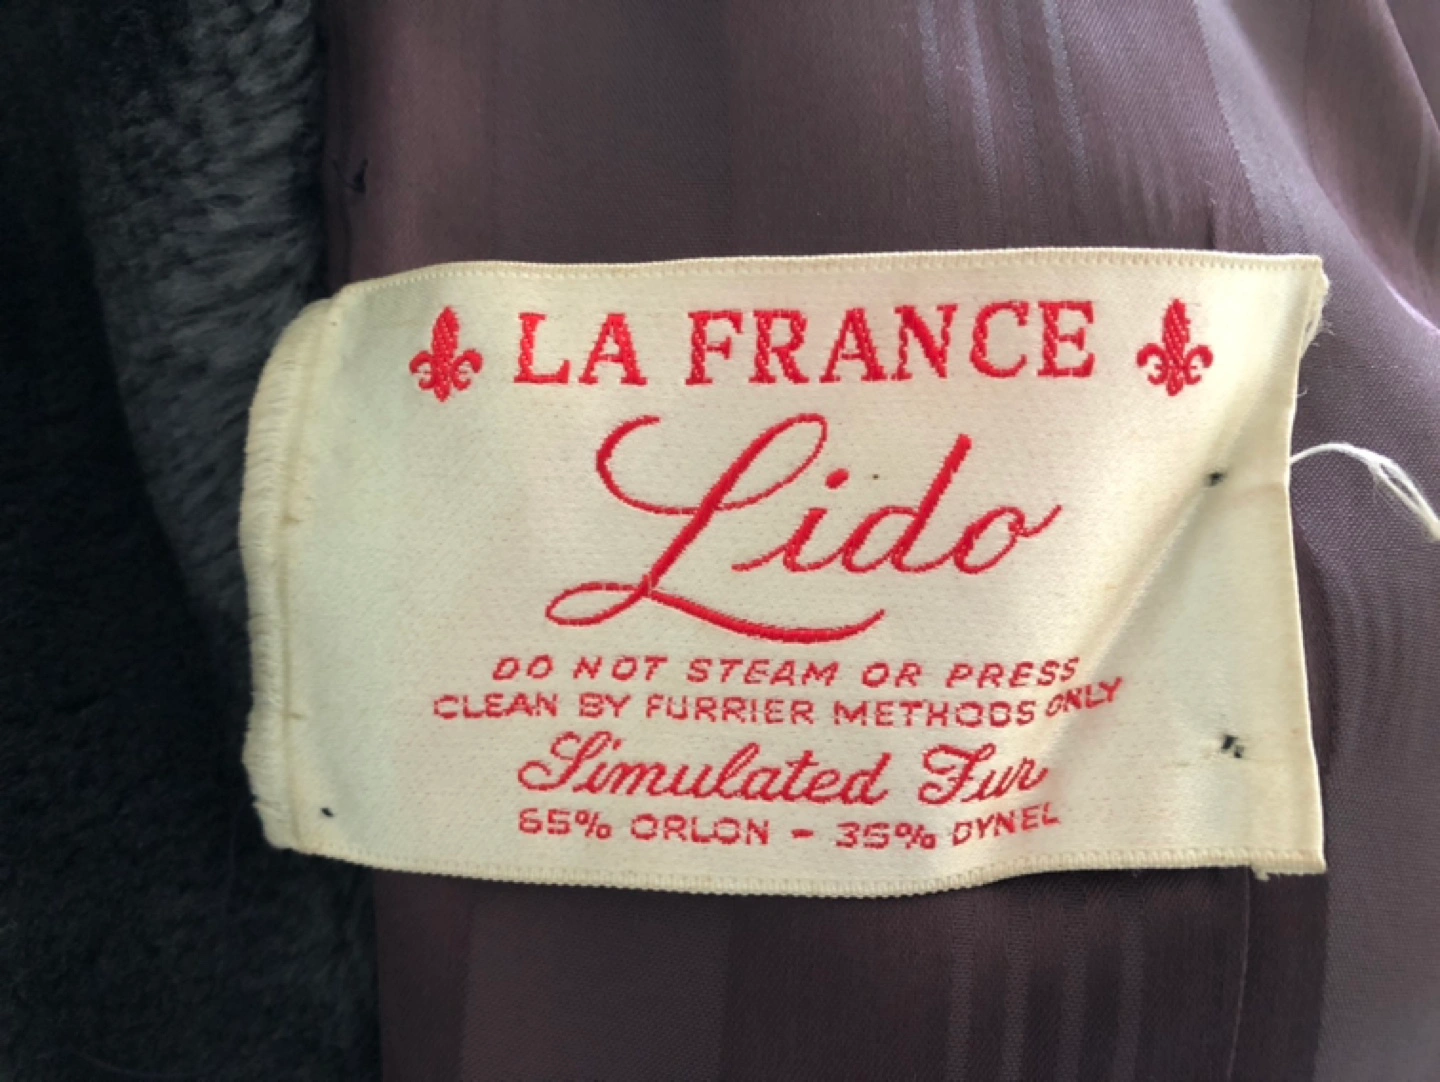 LA FRANCE
Lido
DO NOT STEAM OR PRESS
CLEAN BY FURRIER METHODS ONLY
Simulated Fur
65% ORLON - 35% DYNEL